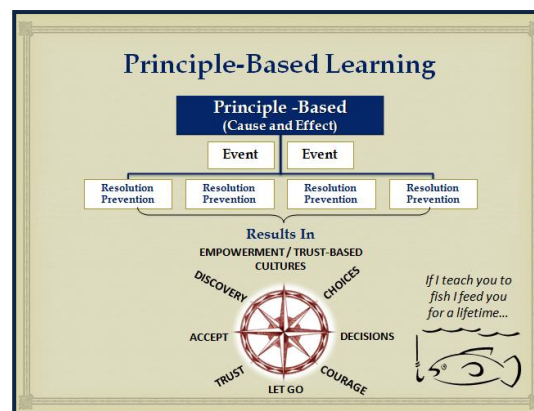 Principle-Based Learning
Principle -Based
(Cause and Effect)
Event
Event
Resolution
Prevention
Resolution
Prevention
Resolution
Prevention
Resolution
Prevention
Results In
EMPOWERMENT / TRUST-BASED
CULTURES
DISCOVERY
CHOICES
ACCEPT
DECISIONS
TRUST
COURAGE
LET GO
If I teach you to
fish I feed you
for a lifetime...